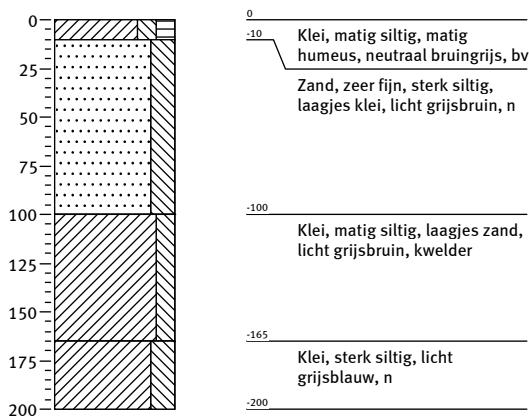 0
25
50
75
100
125
150
175
200
0
-10
Klei, matig siltig, matig
humeus, neutraal bruingrijs, bv
Zand, zeer fijn, sterk siltig,
laagjes klei, licht grijsbruin, n
-100
Klei, matig siltig, laagjes zand,
licht grijsbruin, kwelder
-165
Klei, sterk siltig, licht
grijsblauw, n
-200